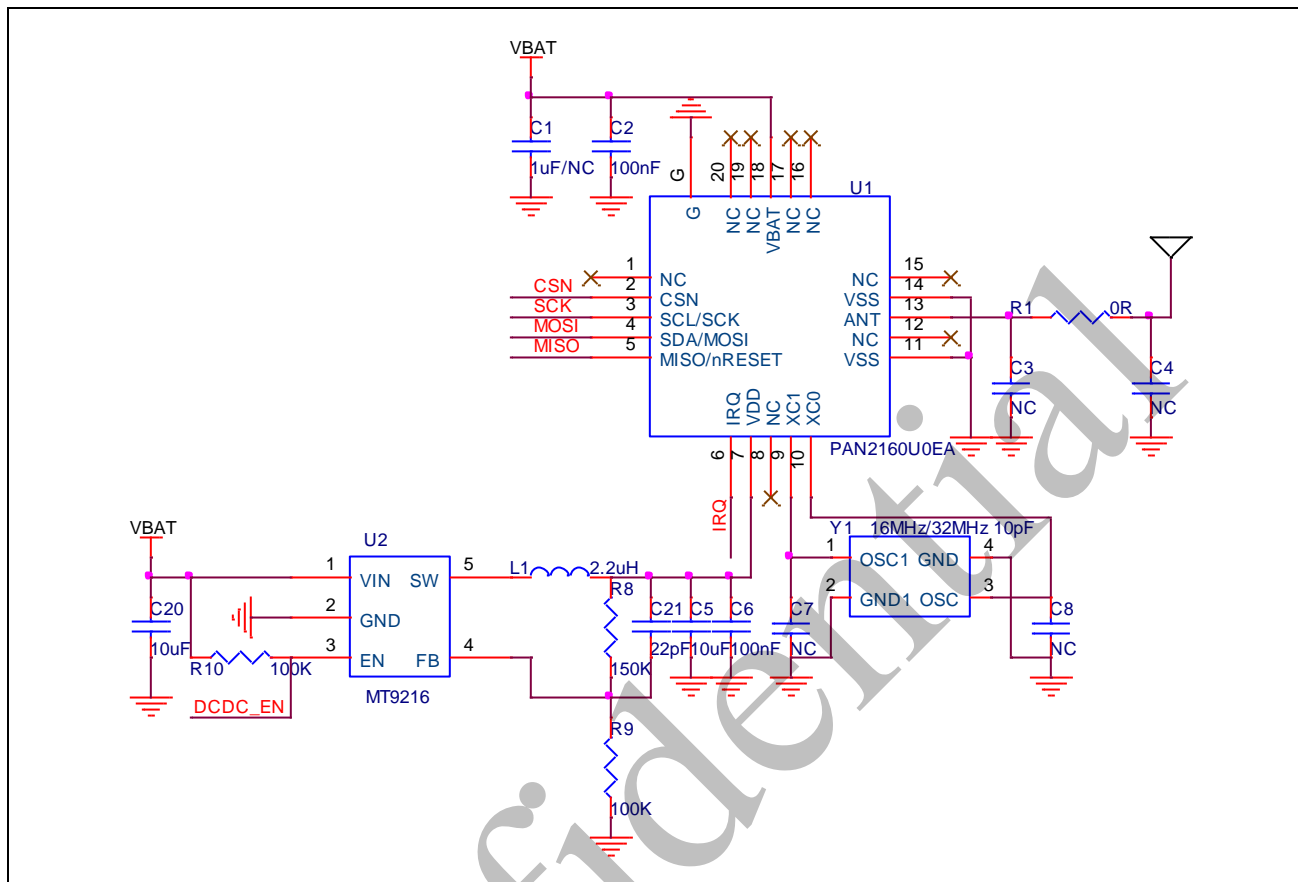 VBAT
C1
1uF/NC
C2
100nF
G
20
19
18
17
16
U1
G
NC
NC
VBAT
NC
NC
1
NC
CSN
2
CSN
SCK
3
SCL/SCK
MOSI
4
SDA/MOSI
MISO
5
MISO/nRESET
NC
15
VSS
14
ANT
13
NC
12
VSS
11
R1
0R
C3
NC
C4
NC
IRQ
VDD
NC
XC1
XC0
PAN2160U0EA
6
7
8
9
10
IRQ
Y1
16MHz/32MHz 10pF
1
OSC1
GND
4
2
GND1
OSC
3
C7
NC
C8
NC
VBAT
U2
1
VIN
SW
5
2
GND
3
EN
FB
4
MT9216
C20
10uF
R10
100K
DCDC_EN
L1
2.2uH
R8
150K
C21
22pF
C5
10uF
C6
100nF
R9
100K
fidential